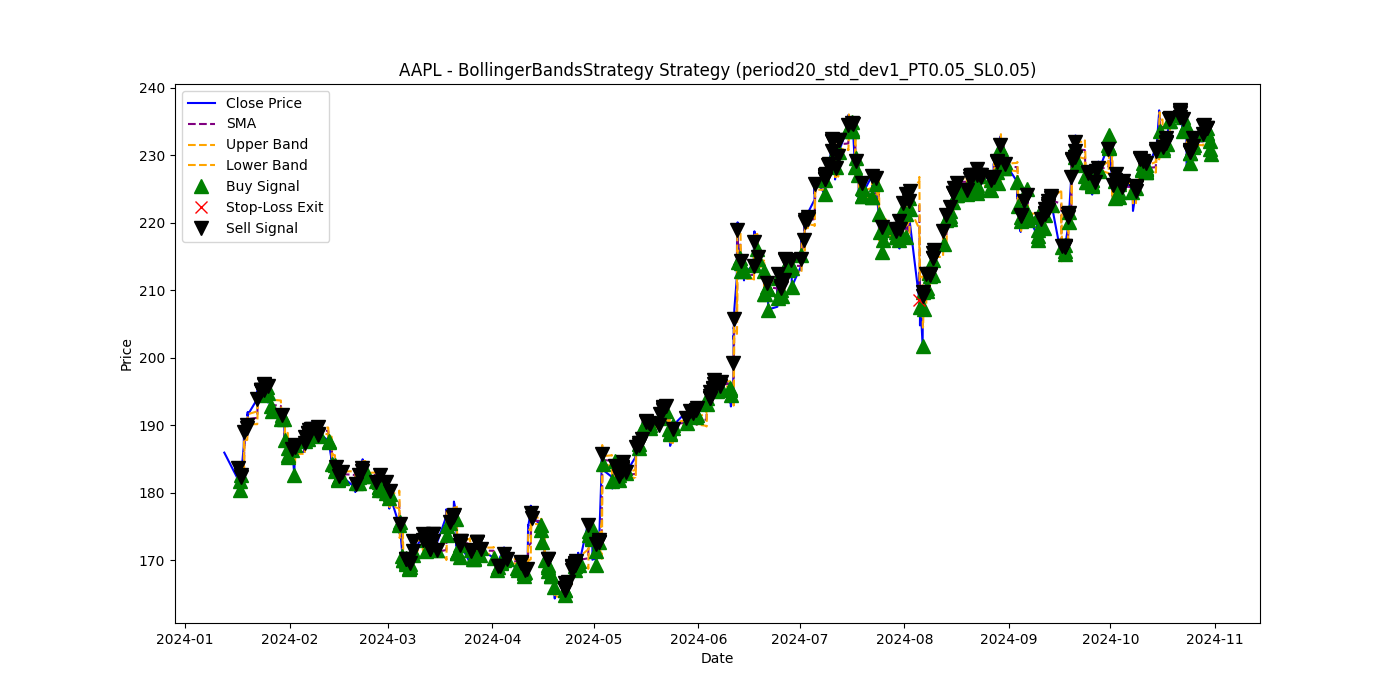 AAPL - BollingerBandsStrategy Strategy (period20_std_dev1_PT0.05_SL0.05)
Close Price
SMA
Upper Band
Lower Band
Buy Signal
Stop-Loss Exit
Sell Signal
Price
240
230
220
210
200
190
180
170
2024-01 2024-02 2024-03 2024-04 2024-05 2024-06 2024-07 2024-08 2024-09 2024-10 2024-11
Date